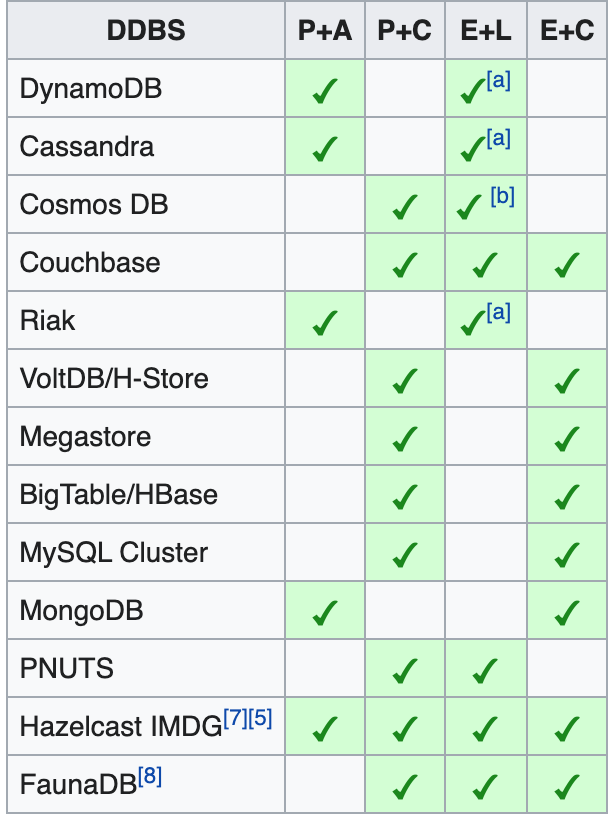 DDBS P+A P+C E+L E+C
DynamoDB ✓ ✓[a]
Cassandra ✓ ✓[a]
Cosmos DB ✓ ✓ [b]
Couchbase ✓ ✓ ✓
Riak ✓ ✓[a]
VoltDB/H-Store ✓ ✓
Megastore ✓ ✓
BigTable/HBase ✓ ✓
MySQL Cluster ✓ ✓
MongoDB ✓ ✓
PNUTS ✓ ✓
Hazelcast IMDG[7][5] ✓ ✓ ✓ ✓
FaunaDB[8] ✓ ✓ ✓